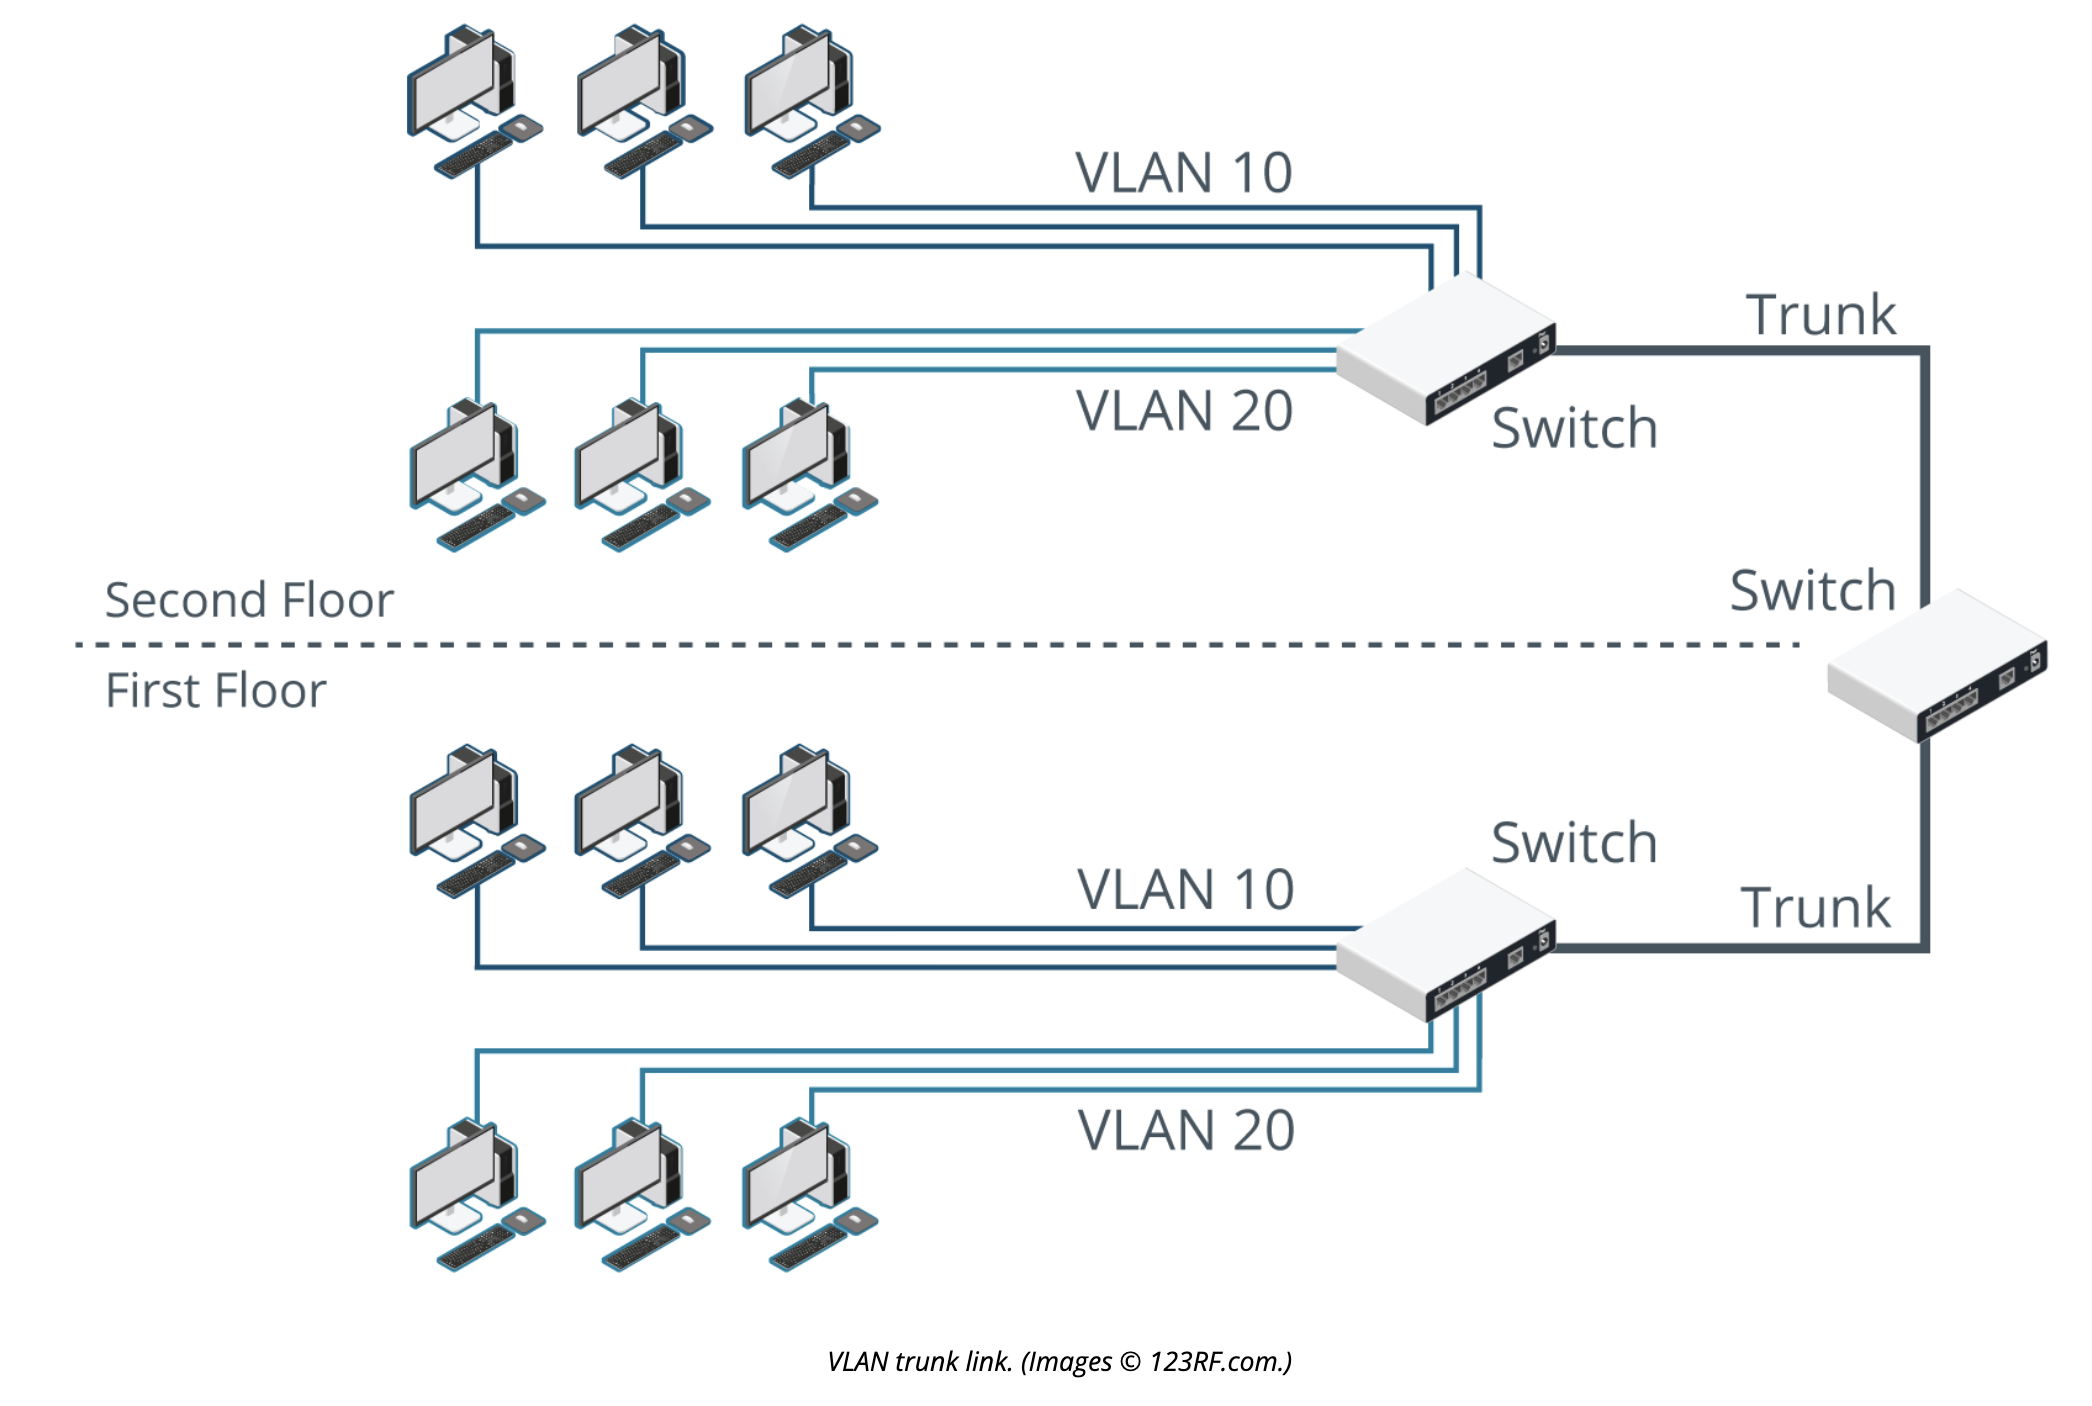 VLAN 10
Trunk
VLAN 20
Switch
Second Floor
Switch
First Floor
Switch
VLAN 10
Trunk
VLAN 20
VLAN trunk link. (Images © 123RF.com.)